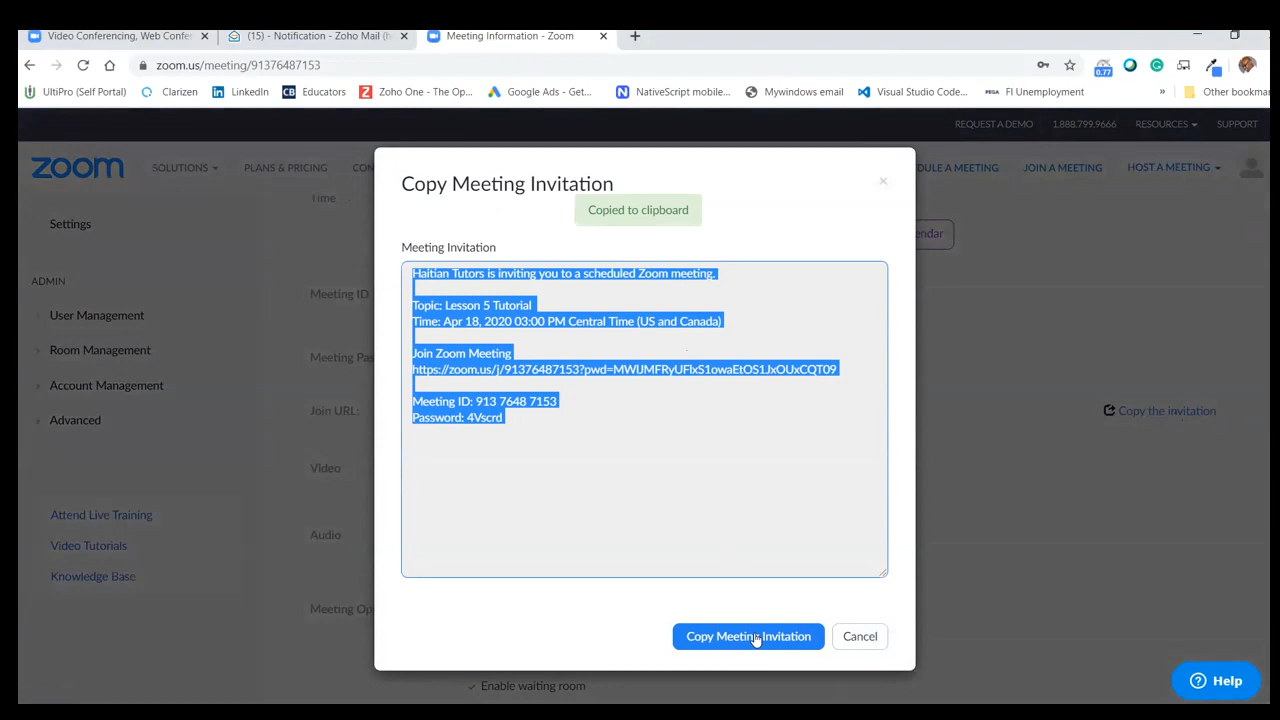 Video Conferencing, Web Confe
(15) - Notification - Zoho Mail (h
Meeting Information - Zoom
zoom.us/meeting/91376487153
0.77
UltiPro (Self Portal)
Clarizen
LinkedIn
CB Educators
Zoho One - The Op...
Google Ads - Get...
NativeScript mobile...
Mywindows email
Visual Studio Code...
PEGA FI Unemployment
»
Other bookmar
REQUEST A DEMO
1.888.799.9666
RESOURCES
SUPPORT
zoom
SOLUTIONS
PLANS & PRICING
CON
DULE A MEETING
JOIN A MEETING
HOST A MEETING
Settings
ADMIN
User Management
Room Management
Account Management
Advanced
Attend Live Training
Video Tutorials
Knowledge Base
Time
endar
Meeting ID
Meeting Pas
Join URL:
Copy the invitation
Video
Audio
Meeting Op
Enable waiting room
Copy Meeting Invitation
×
Copied to clipboard
Meeting Invitation
Haitian Tutors is inviting you to a scheduled Zoom meeting.
Topic: Lesson 5 Tutorial
Time: Apr 18, 2020 03:00 PM Central Time (US and Canada)
Join Zoom Meeting
https://zoom.us/j/91376487153?pwd=MWlJMFRyUFlxS1owaEtOS1JxOUxCQT09
Meeting ID: 913 7648 7153
Password: 4Vscrd
Copy Meeting Invitation
Cancel
Help